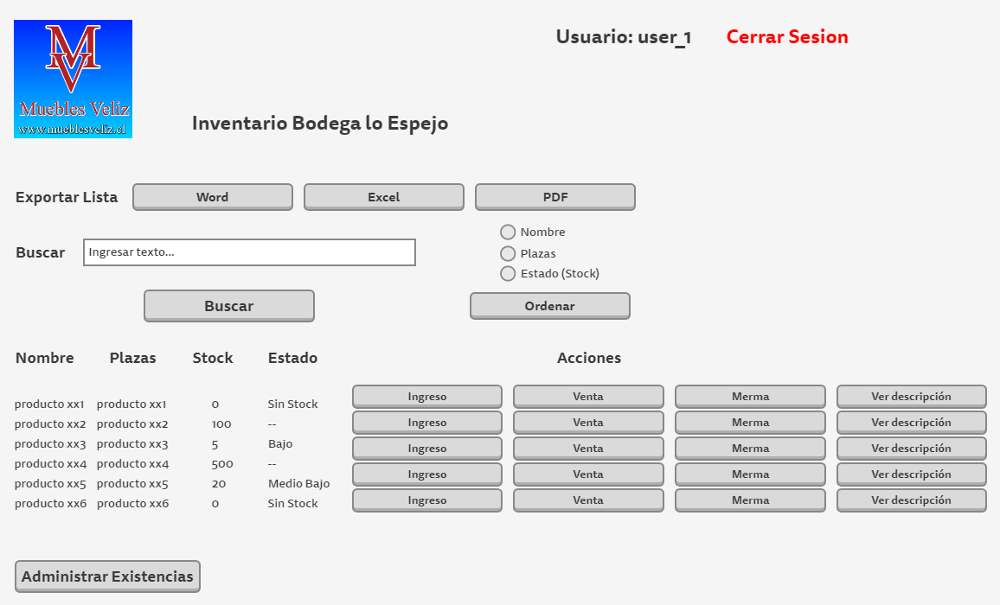 Usuario: user_1 Cerrar Sesion
MV
Muebles Veliz
www.mueblesveliz.cl
Inventario Bodega lo Espejo
Exportar Lista Word Excel PDF
Nombre
Buscar Ingresar texto... Plazas
Estado (Stock)
Buscar Ordenar
Nombre Plazas Stock Estado Acciones
producto xx1 producto xx1 0 Sin Stock Ingreso Venta Merma Ver descripción
producto xx2 producto xx2 100 -- Ingreso Venta Merma Ver descripción
producto xx3 producto xx3 5 Bajo Ingreso Venta Merma Ver descripción
producto xx4 producto xx4 500 -- Ingreso Venta Merma Ver descripción
producto xx5 producto xx5 20 Medio Bajo Ingreso Venta Merma Ver descripción
producto xx6 producto xx6 0 Sin Stock
Administrar Existencias